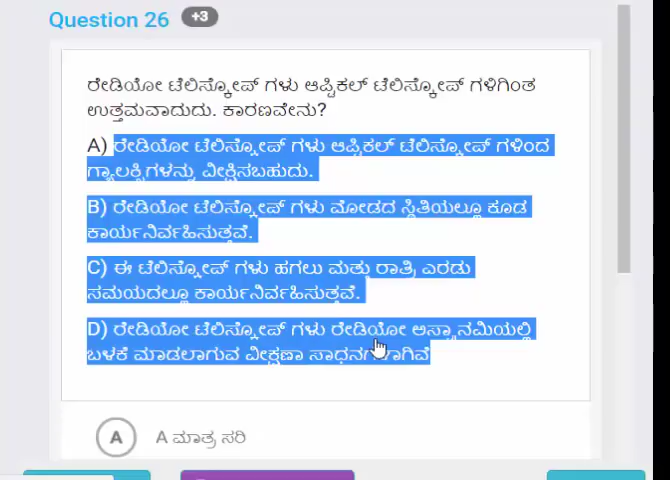 Question 26 +3
ರೇಡಿಯೋ ಟೆಲಿಸ್ಕೋಪ್ ಗಳು ಆಪ್ಟಿಕಲ್ ಟೆಲಿಸ್ಕೋಪ್ ಗಳಿಗಿಂತ
ಉತ್ತಮವಾದುದು. ಕಾರಣವೇನು?
A) ರೇಡಿಯೋ ಟೆಲಿಸ್ಕೋಪ್ ಗಳು ಆಪ್ಟಿಕಲ್ ಟೆಲಿಸ್ಕೋಪ್ ಗಳಿಂದ
ಗ್ಯಾಲಕ್ಸಿಗಳನ್ನು ವೀಕ್ಷಿಸಬಹುದು.
B) ರೇಡಿಯೋ ಟೆಲಿಸ್ಕೋಪ್ ಗಳು ಮೋಡದ ಸ್ಥಿತಿಯಲ್ಲೂ ಕೂಡ
ಕಾರ್ಯನಿರ್ವಹಿಸುತ್ತವೆ.
C) ಈ ಟೆಲಿಸ್ಕೋಪ್ ಗಳು ಹಗಲು ಮತ್ತು ರಾತ್ರಿ ಎರಡು
ಸಮಯದಲ್ಲೂ ಕಾರ್ಯನಿರ್ವಹಿಸುತ್ತವೆ.
D) ರೇಡಿಯೋ ಟೆಲಿಸ್ಕೋಪ್ ಗಳು ರೇಡಿಯೋ ಅಸ್ಟ್ರಾನಮಿಯಲ್ಲಿ
ಬಳಕೆ ಮಾಡಲಾಗುವ ವೀಕ್ಷಣಾ ಸಾಧನಗಳಾಗಿವೆ
A A ಮಾತ್ರ ಸರಿ